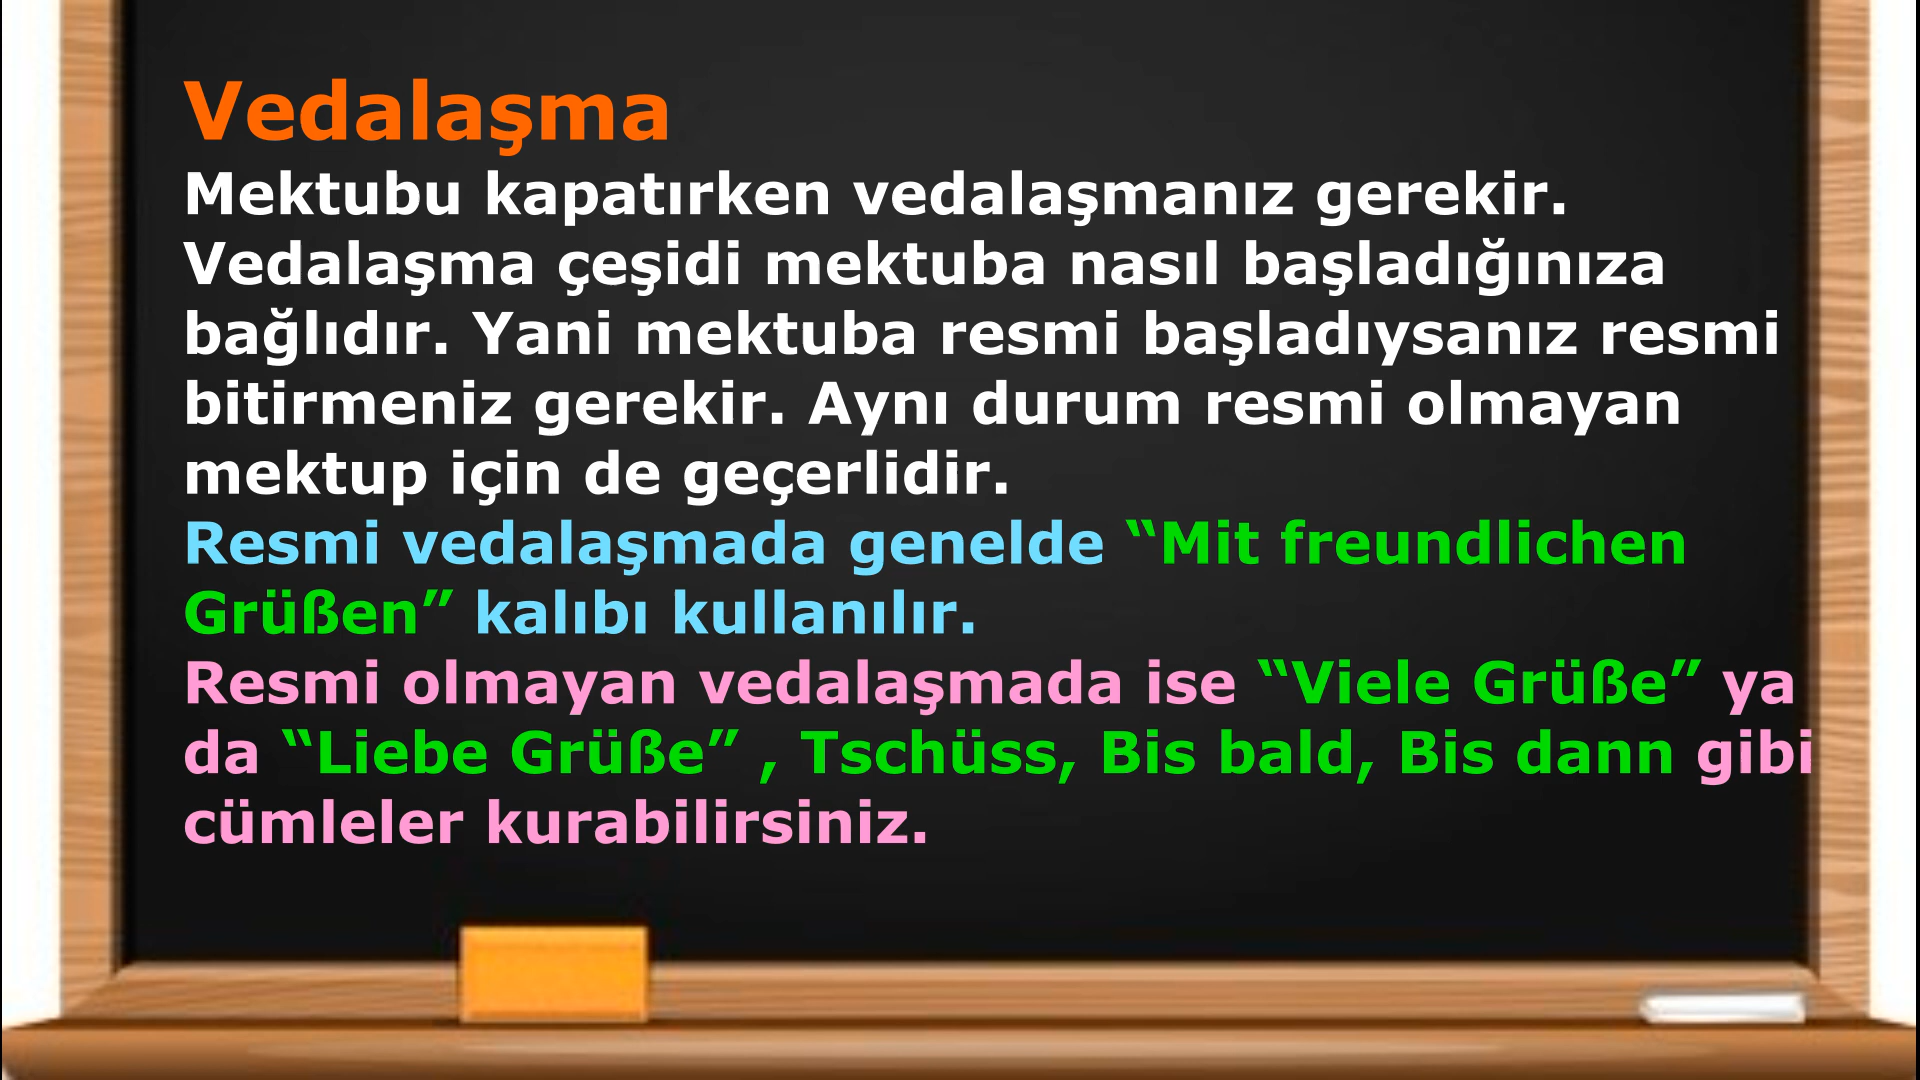 Vedalaşma
Mektubu kapatırken vedalaşmanız gerekir.
Vedalaşma çeşidi mektuba nasıl başladığınıza
bağlıdır. Yani mektuba resmi başladıysanız resmi
bitirmeniz gerekir. Aynı durum resmi olmayan
mektup için de geçerlidir.
Resmi vedalaşmada genelde “Mit freundlichen
Grüßen” kalıbı kullanılır.
Resmi olmayan vedalaşmada ise “Viele Grüße” ya
da “Liebe Grüße” , Tschüss, Bis bald, Bis dann gibi
cümleler kurabilirsiniz.